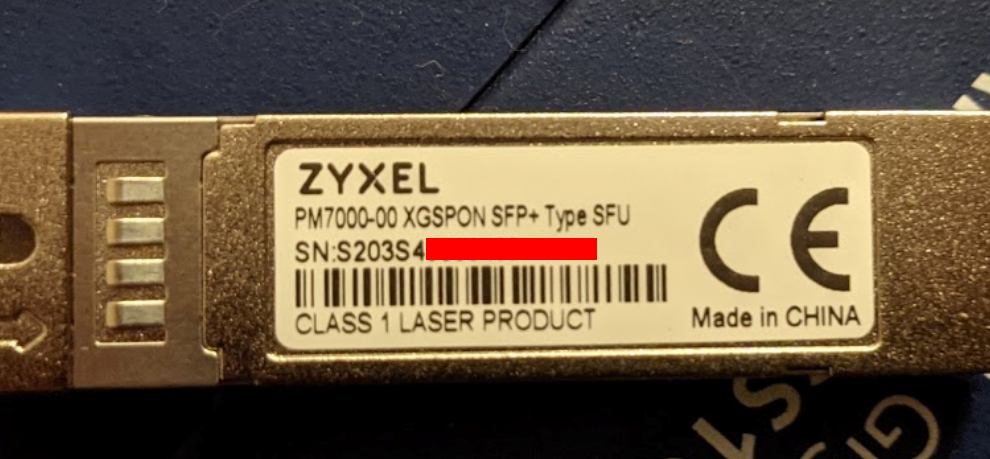 ZYXEL
PM7000-00 XGSPON SFP+ Type SFU
SN:S203S4
CLASS 1 LASER PRODUCT
CE
Made in CHINA